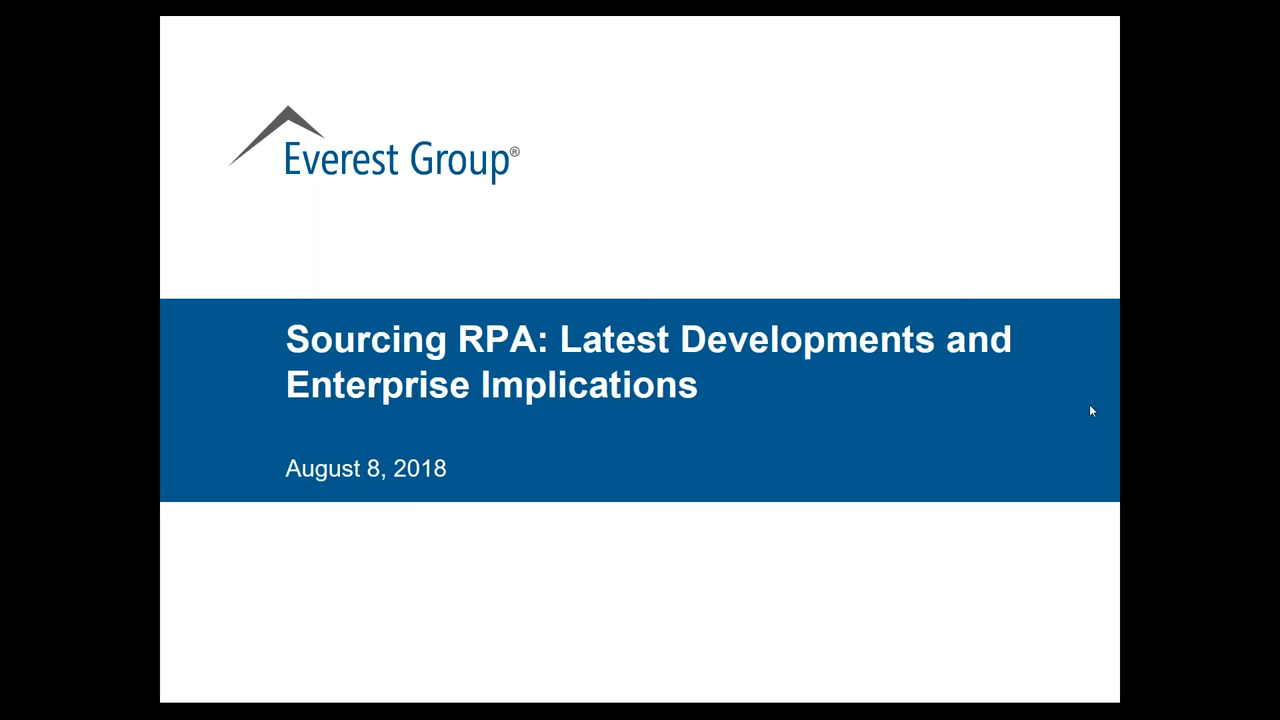 Everest Group®
Sourcing RPA: Latest Developments and
Enterprise Implications
August 8, 2018